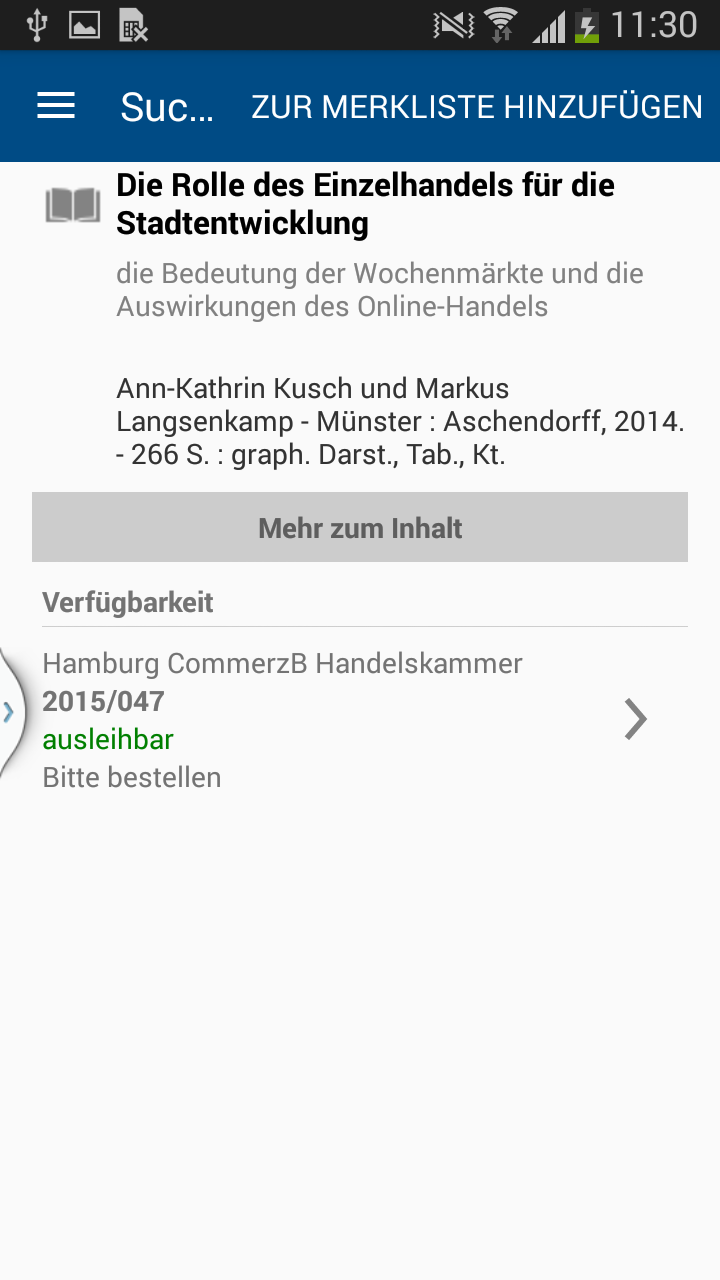 11:30
Suc...
ZUR MERKLISTE HINZUFÜGEN
Die Rolle des Einzelhandels für die
Stadtentwicklung
die Bedeutung der Wochenmärkte und die
Auswirkungen des Online-Handels
Ann-Kathrin Kusch und Markus
Langsenkamp - Münster : Aschendorff, 2014.
- 266 S. : graph. Darst., Tab., Kt.
Mehr zum Inhalt
Verfügbarkeit
Hamburg CommerzB Handelskammer
2015/047
ausleihbar
Bitte bestellen